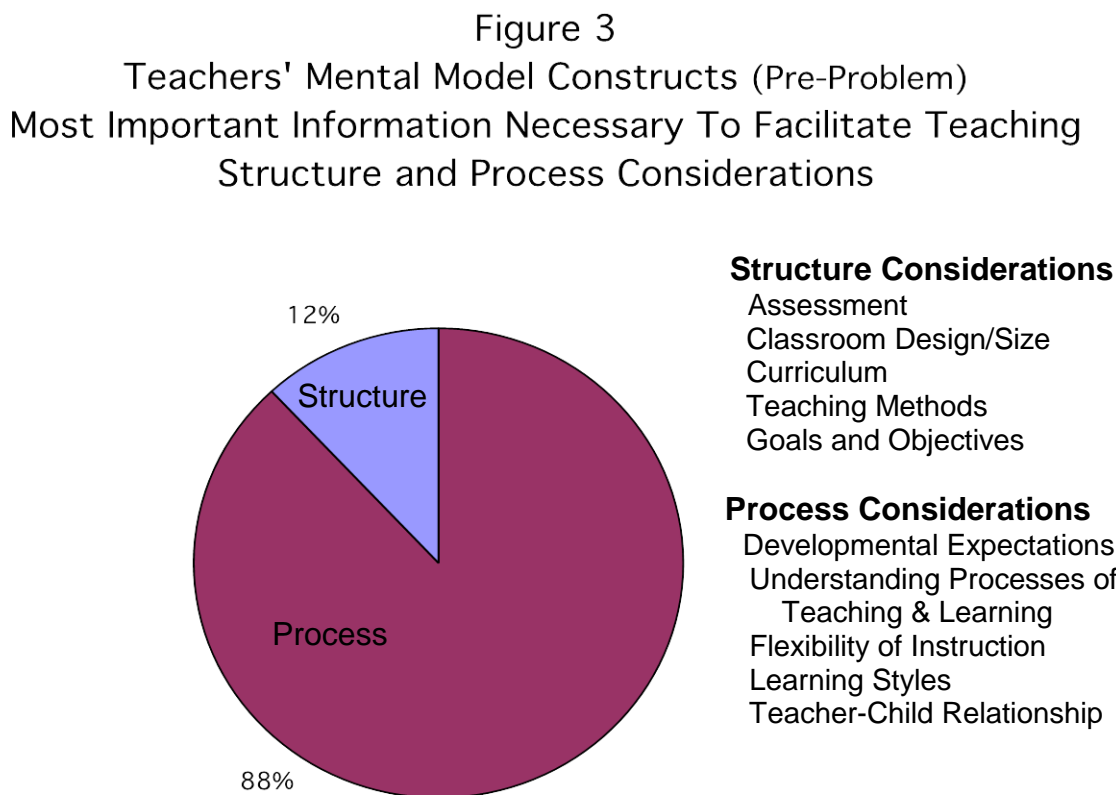 Figure 3
Teachers' Mental Model Constructs (Pre-Problem)
Most Important Information Necessary To Facilitate Teaching
Structure and Process Considerations
12%
Structure
Process
88%
Structure Considerations
Assessment
Classroom Design/Size
Curriculum
Teaching Methods
Goals and Objectives
Process Considerations
Developmental Expectations
Understanding Processes of
Teaching & Learning
Flexibility of Instruction
Learning Styles
Teacher-Child Relationship